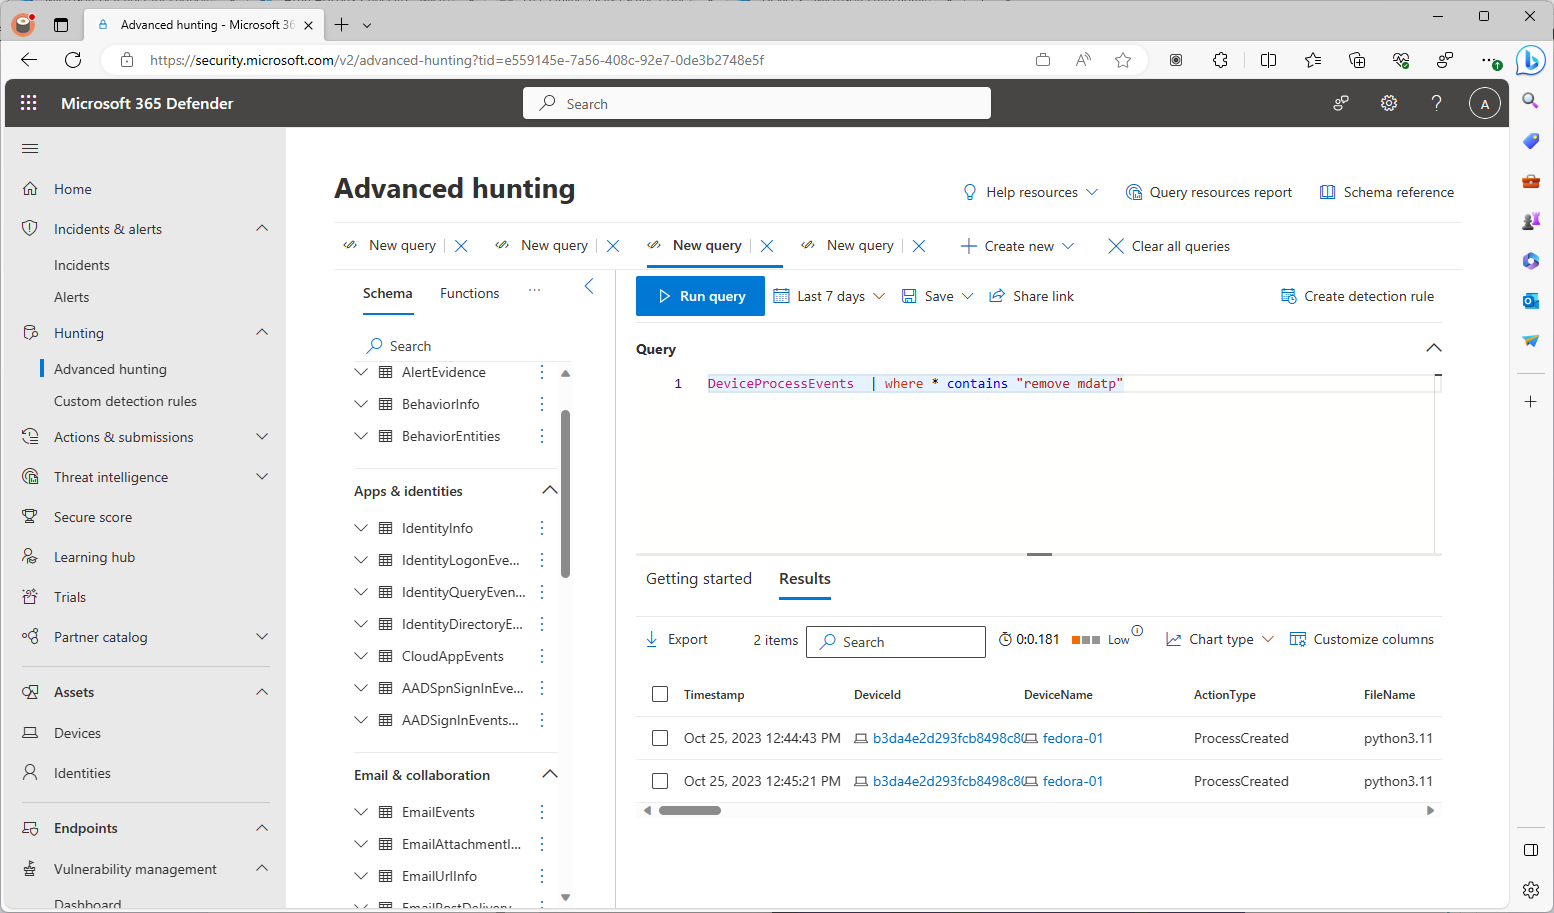 Advanced hunting - Microsoft 36
https://security.microsoft.com/v2/advanced-hunting?tid=e559145e-7a56-408c-92e7-0de3b2748e5f
Microsoft 365 Defender
Search
A
Home
Incidents & alerts
Incidents
Alerts
Hunting
Advanced hunting
Custom detection rules
Actions & submissions
Threat intelligence
Secure score
Learning hub
Trials
Partner catalog
Assets
Devices
Identities
Endpoints
Vulnerability management
Dashboard
Advanced hunting
Help resources
Query resources report
Schema reference
New query
New query
New query
New query
Create new
Clear all queries
Schema
Functions
...
Search
AlertEvidence
BehaviorInfo
BehaviorEntities
Apps & identities
IdentityInfo
IdentityLogonEve...
IdentityQueryEven...
IdentityDirectoryE...
CloudAppEvents
AADSpnSignInEve...
AADSignInEvents...
Email & collaboration
EmailEvents
EmailAttachmentI...
EmailUrlInfo
EmailPostDelivery
Run query
Last 7 days
Save
Share link
Create detection rule
Query
1 DeviceProcessEvents | where * contains "remove mdatp"
Getting started
Results
Export
2 items
Search
0:0.181
Low
Chart type
Customize columns
Timestamp DeviceId DeviceName ActionType FileName
Oct 25, 2023 12:44:43 PM b3da4e2d293fcb8498c80 fedora-01 ProcessCreated python3.11
Oct 25, 2023 12:45:21 PM b3da4e2d293fcb8498c80 fedora-01 ProcessCreated python3.11